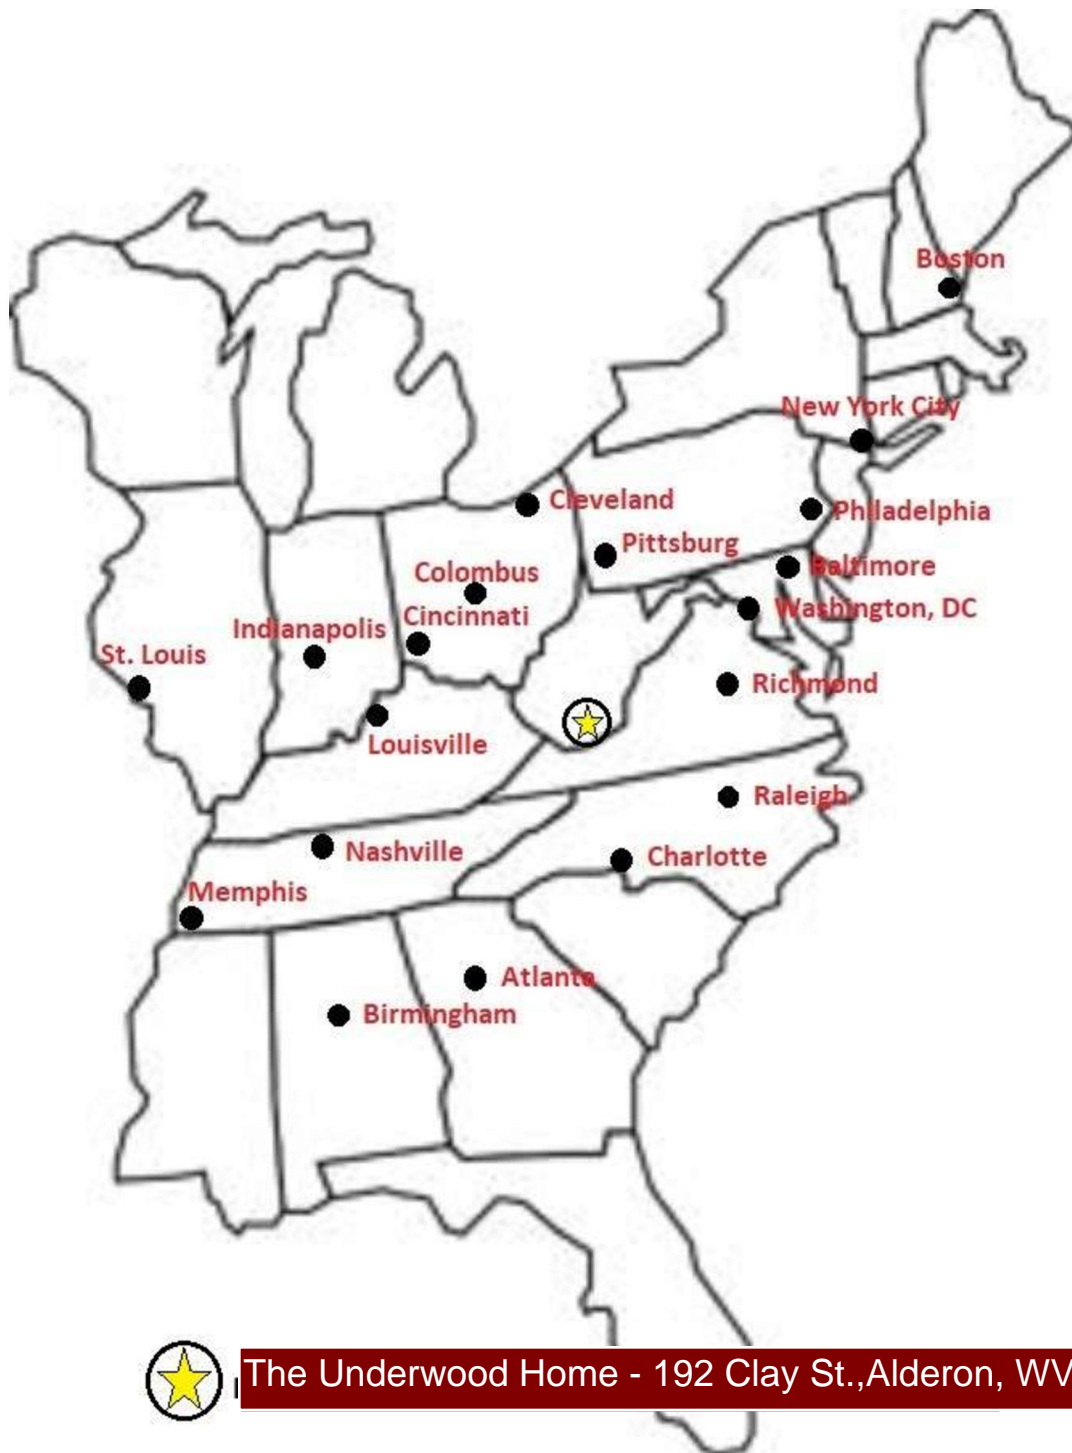 Boston
New York City
Cleveland
Philadelphia
Pittsburg
Baltimore
Colombus
Washington, DC
Cincinnati
Indianapolis
St. Louis
Richmond
Louisville
Raleigh
Nashville
Charlotte
Memphis
Atlanta
Birmingham
The Underwood Home - 192 Clay St.,Alderon, WV